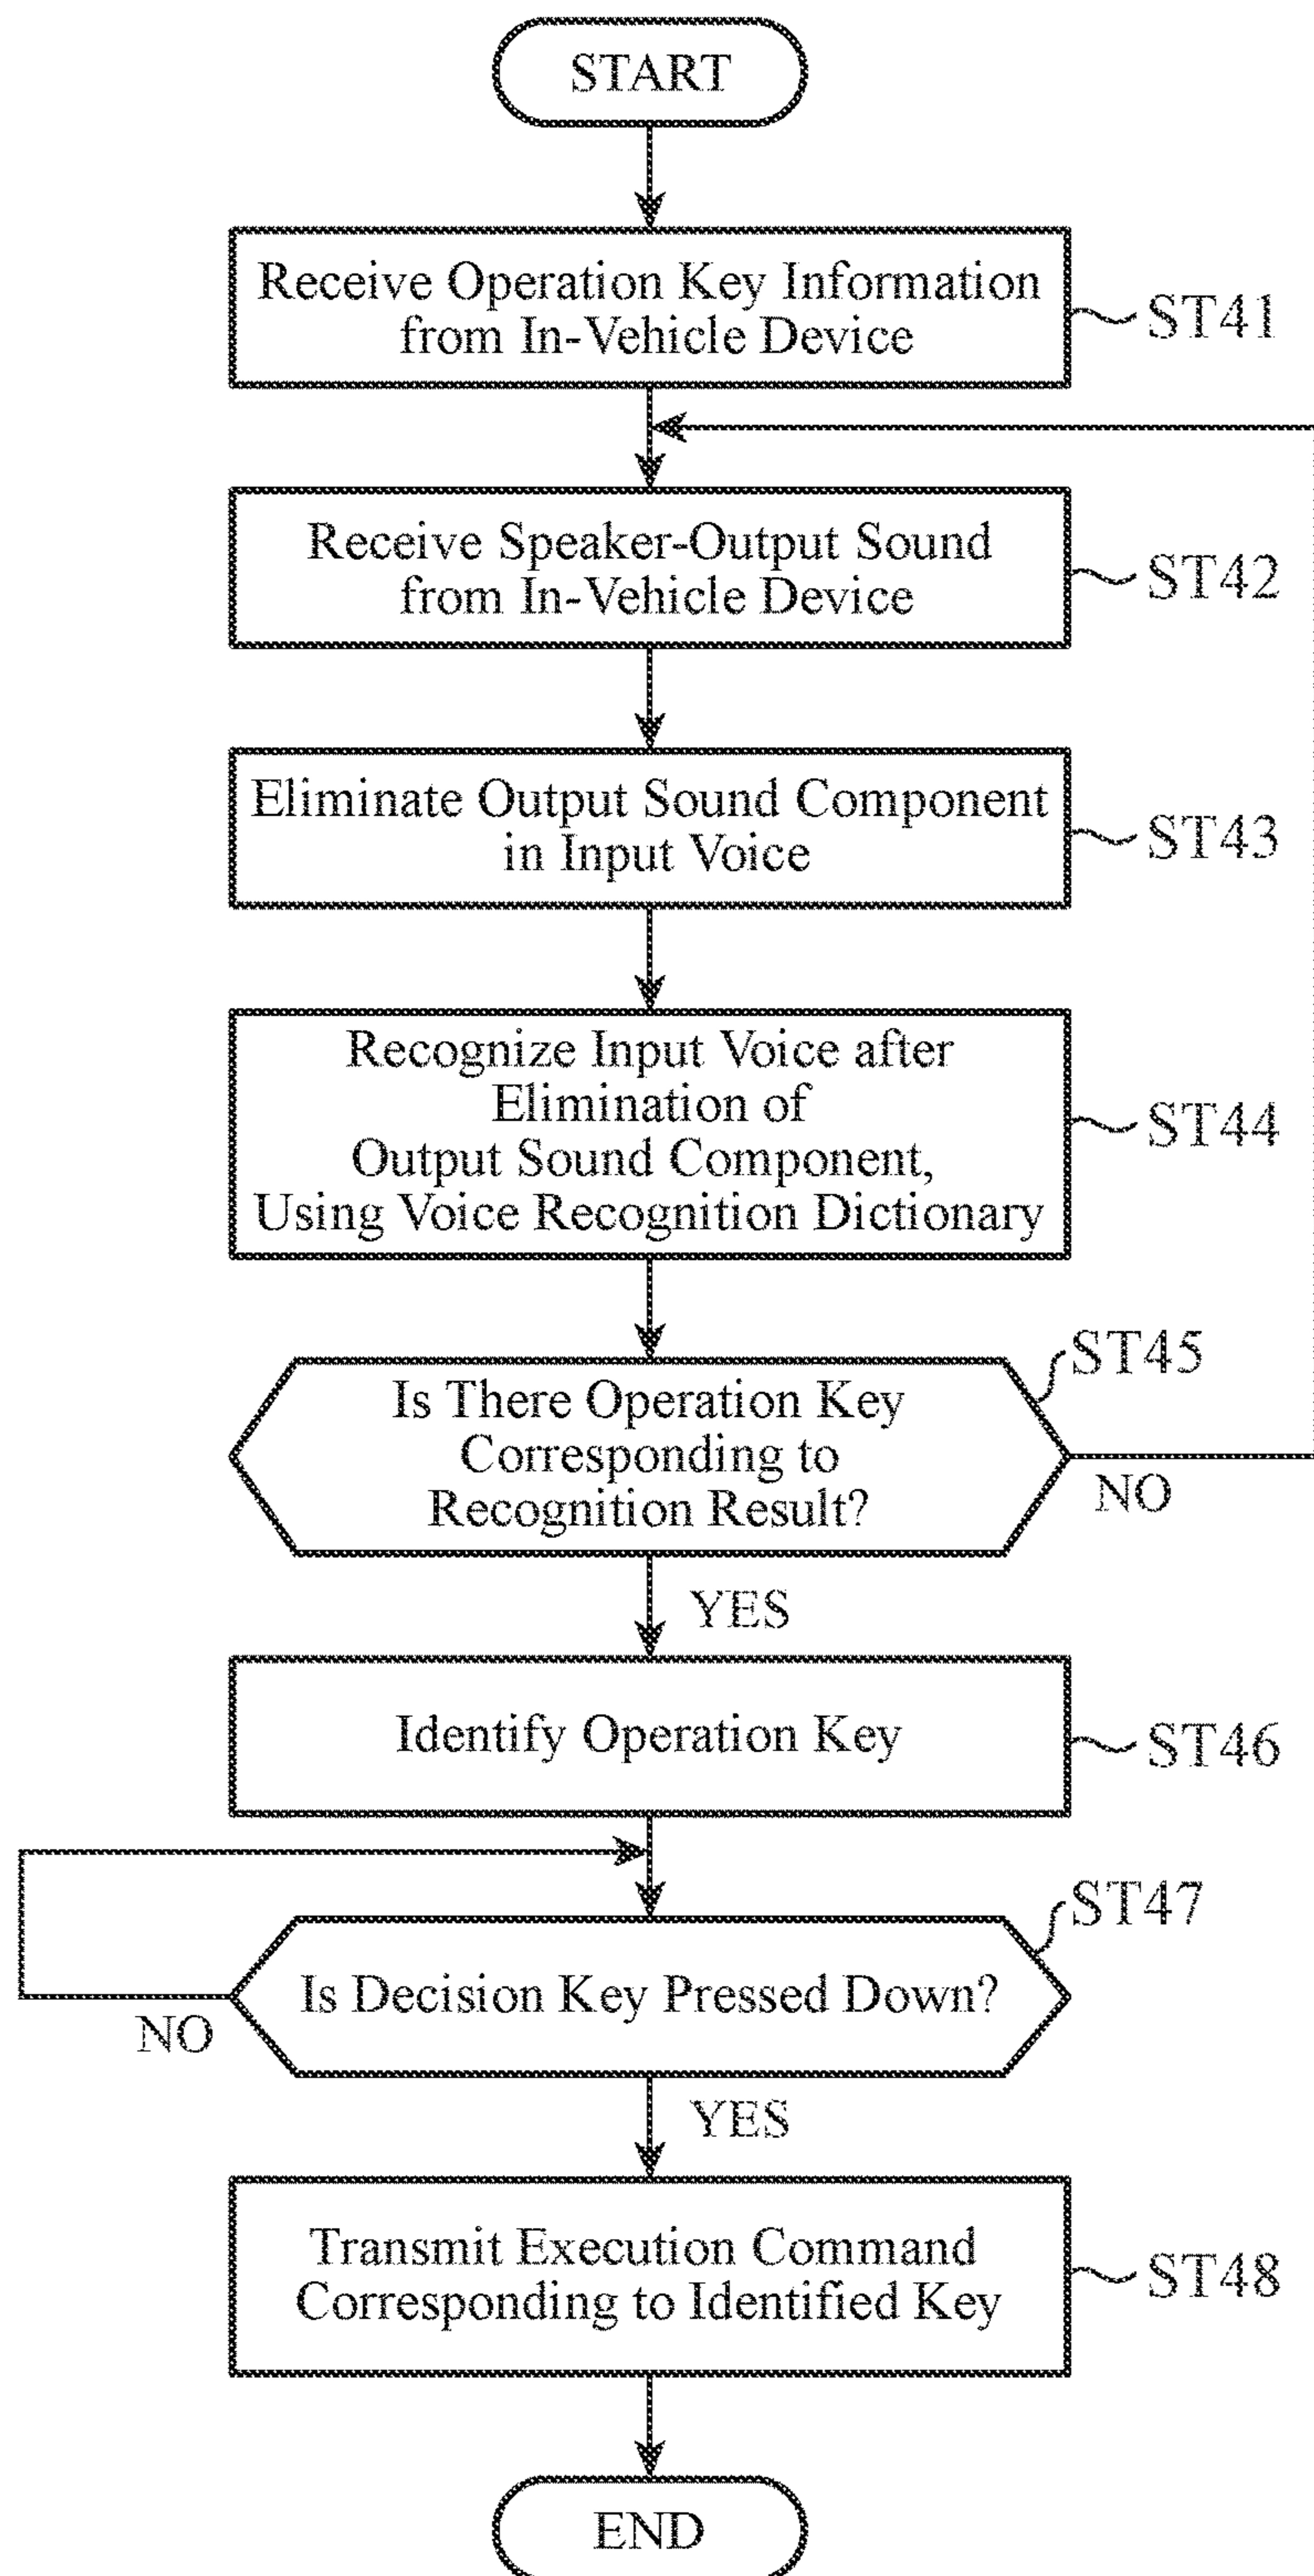 START
Receive Operation Key Information
from In-Vehicle Device
ST41
Receive Speaker-Output Sound
from In-Vehicle Device
ST42
Eliminate Output Sound Component
in Input Voice
ST43
Recognize Input Voice after
Elimination of
Output Sound Component,
Using Voice Recognition Dictionary
ST44
ST45
Is There Operation Key
Corresponding to
Recognition Result?
NO
YES
Identify Operation Key
ST46
ST47
Is Decision Key Pressed Down?
NO
YES
Transmit Execution Command
Corresponding to Identified Key
ST48
END